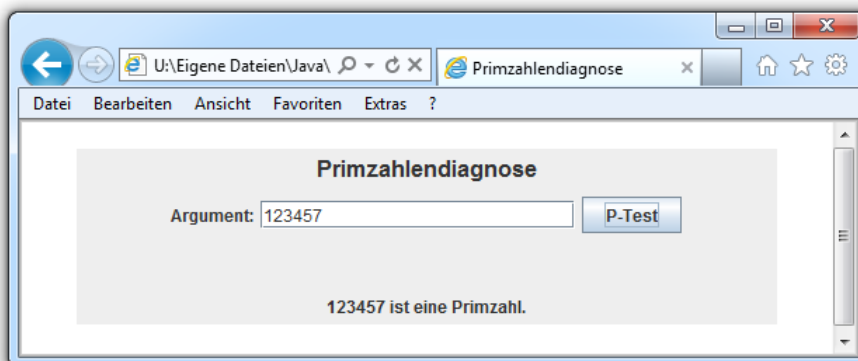 U:\Eigene Dateien\Java\
Primzahlendiagnose
Datei Bearbeiten Ansicht Favoriten Extras ?
Primzahlendiagnose
Argument: 123457 P-Test
123457 ist eine Primzahl.